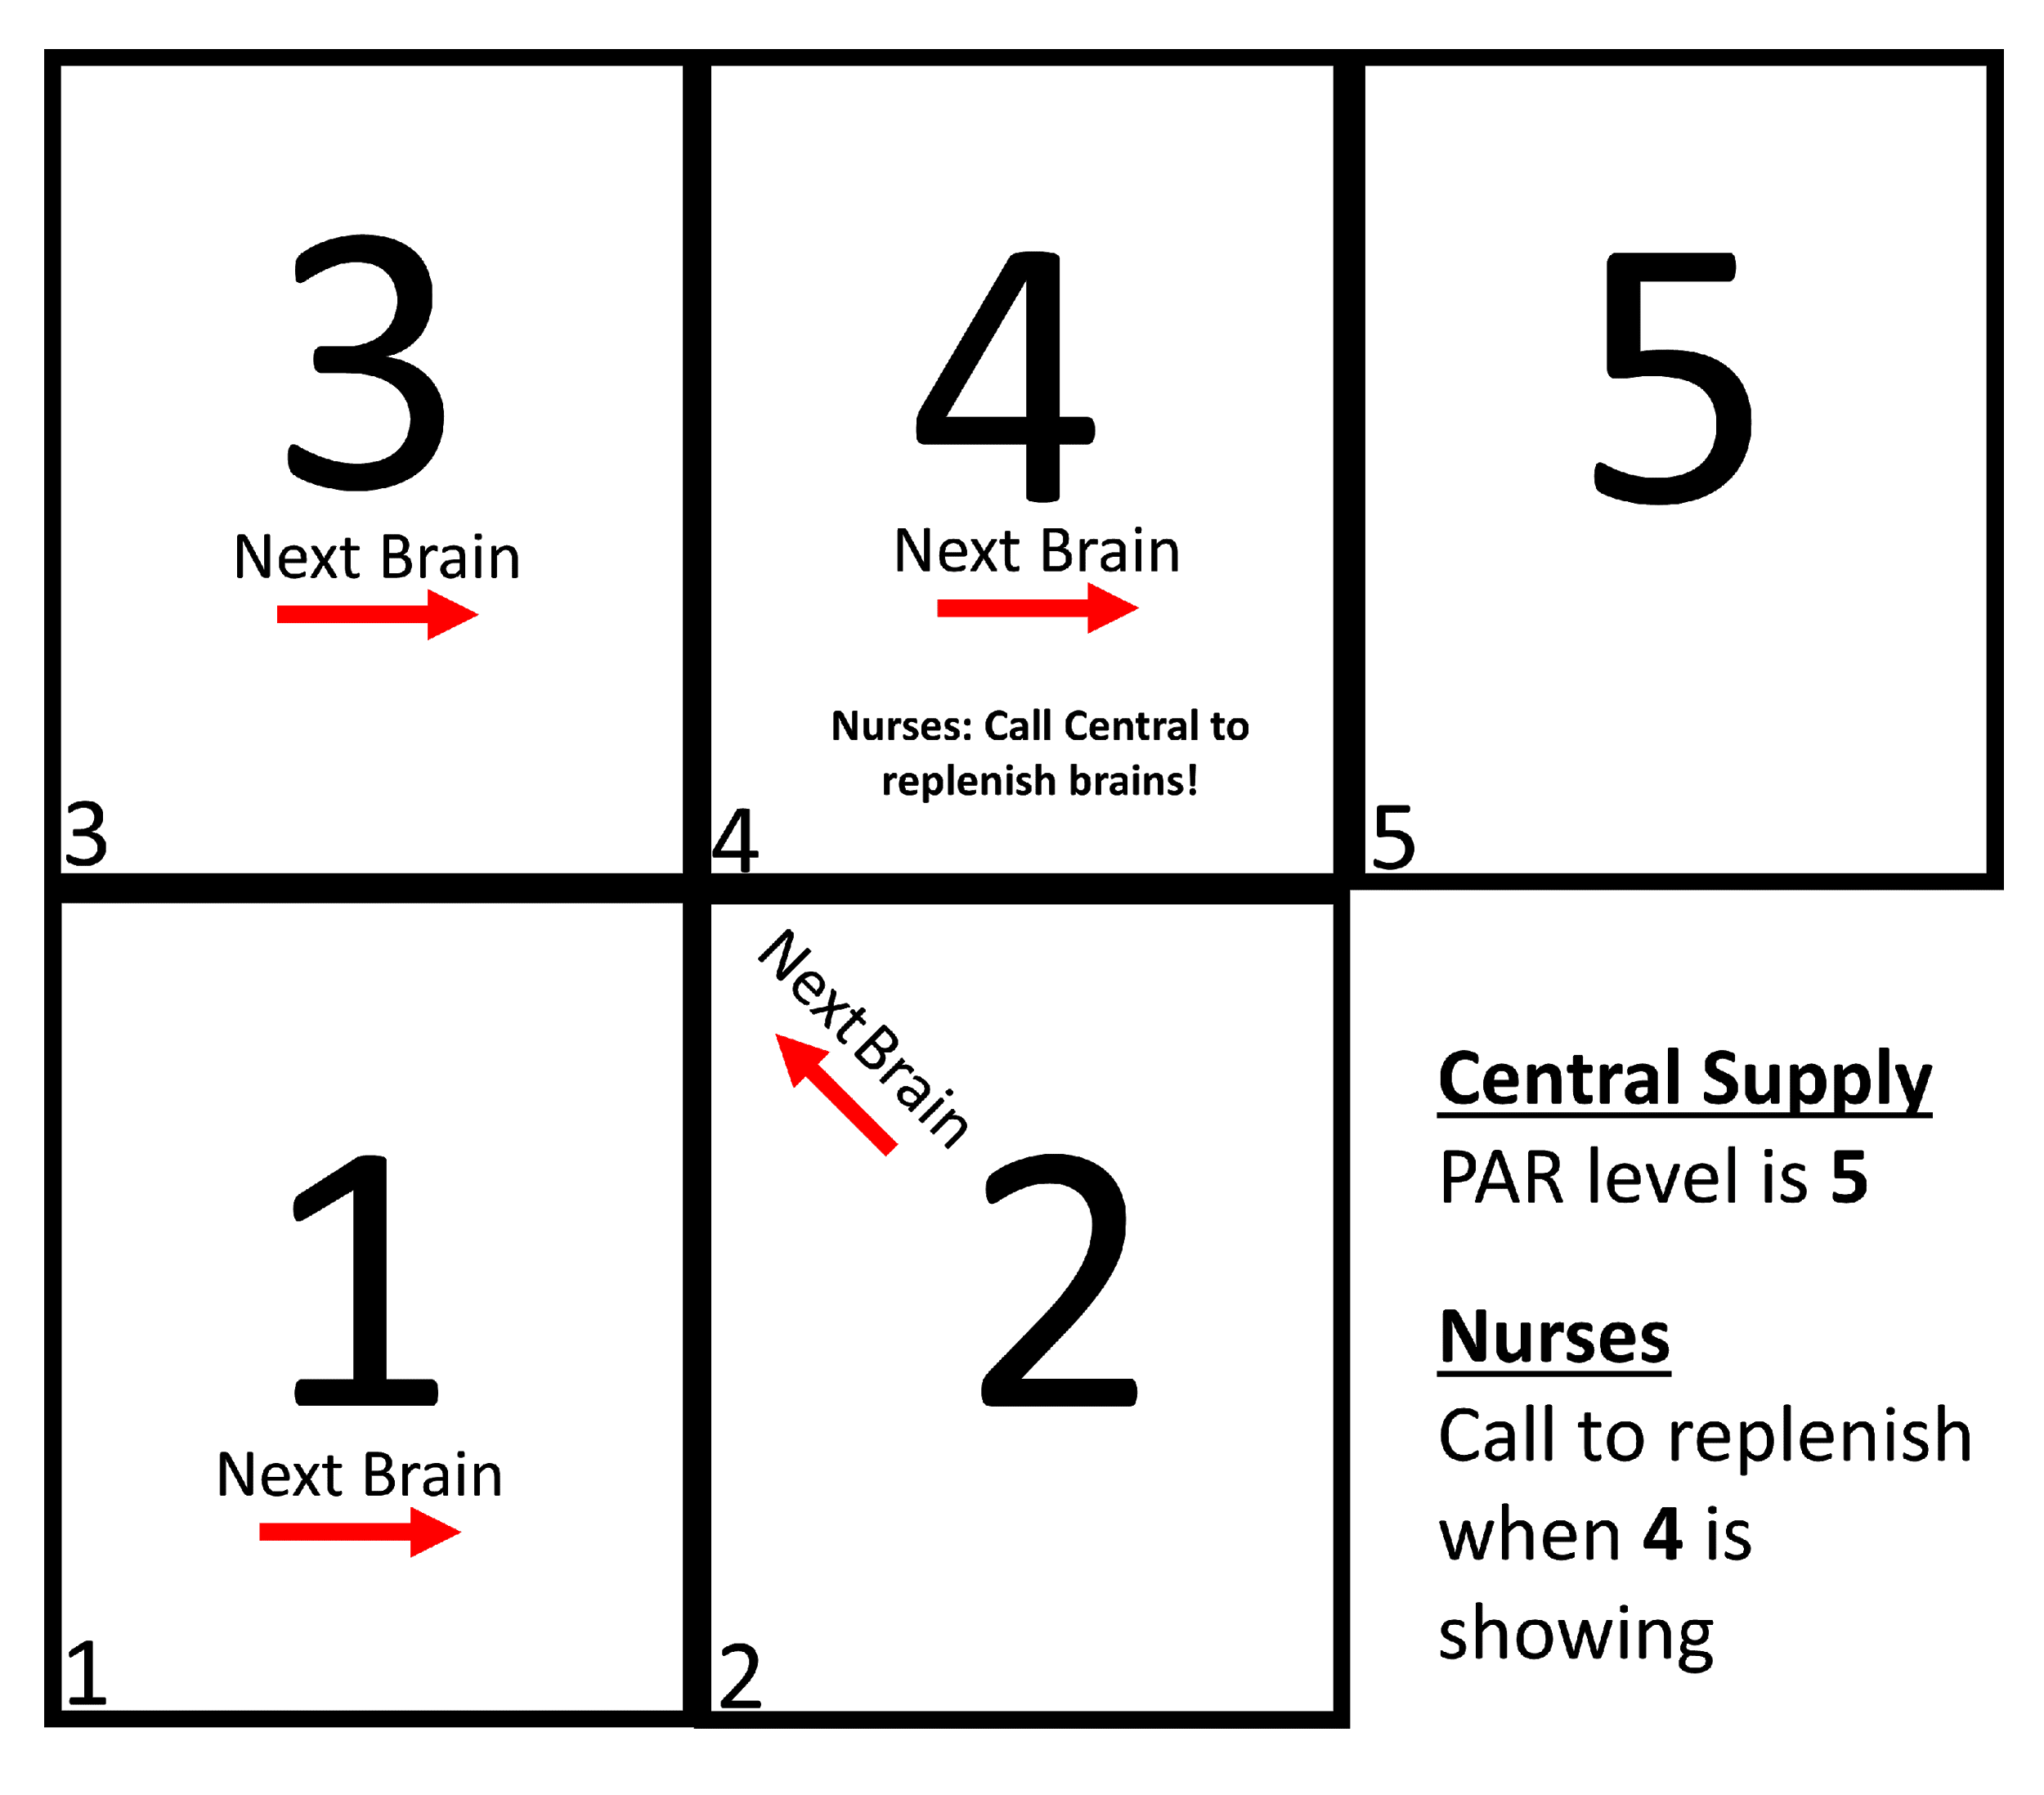 3
Next Brain
3
4
Next Brain
Nurses: Call Central to
replenish brains!
4
5
5
1
Next Brain
1
Next Brain
2
2
Central Supply
PAR level is 5
Nurses
Call to replenish
when 4 is
showing